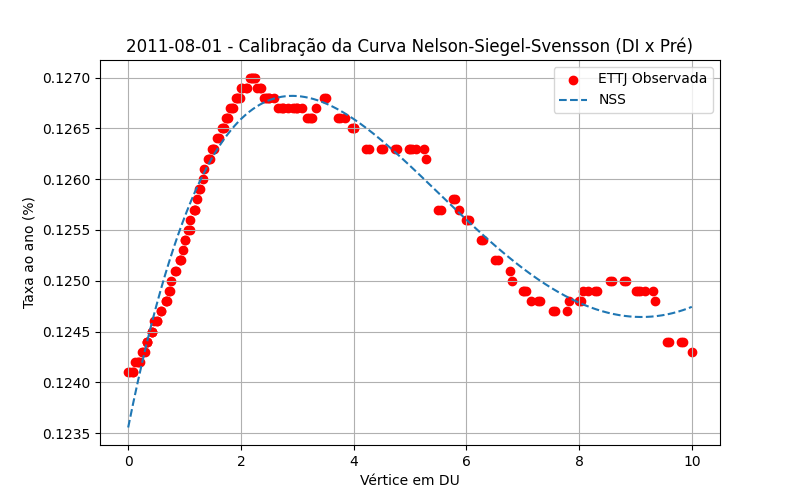 2011-08-01 - Calibração da Curva Nelson-Siegel-Svensson (DI x Pré)
ETTJ Observada
NSS
Taxa ao ano (%)
0.1270
0.1265
0.1260
0.1255
0.1250
0.1245
0.1240
0.1235
0 2 4 6 8 10
Vértice em DU